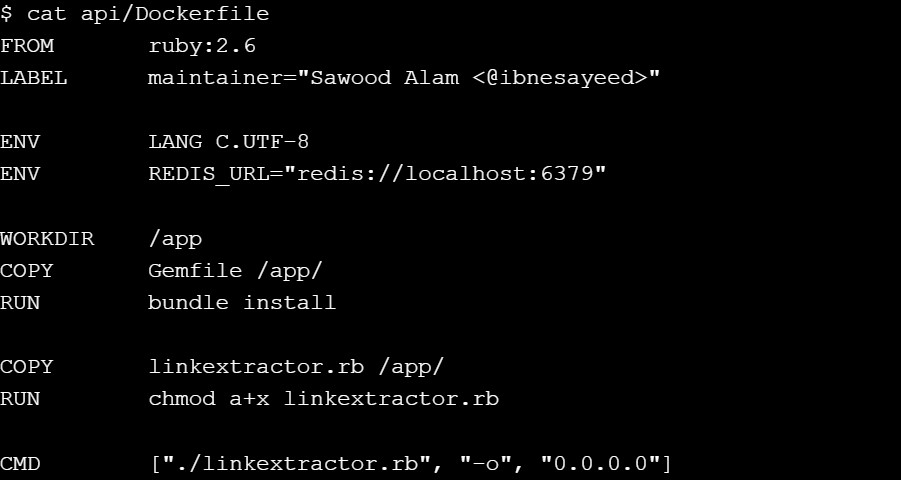 $ cat api/Dockerfile
FROM ruby:2.6
LABEL maintainer="Sawood Alam <@ibnesayeed>"
ENV LANG C.UTF-8
ENV REDIS_URL="redis://localhost:6379"
WORKDIR /app
COPY Gemfile /app/
RUN bundle install
COPY linkextractor.rb /app/
RUN chmod a+x linkextractor.rb
CMD ["./linkextractor.rb", "-o", "0.0.0.0"]